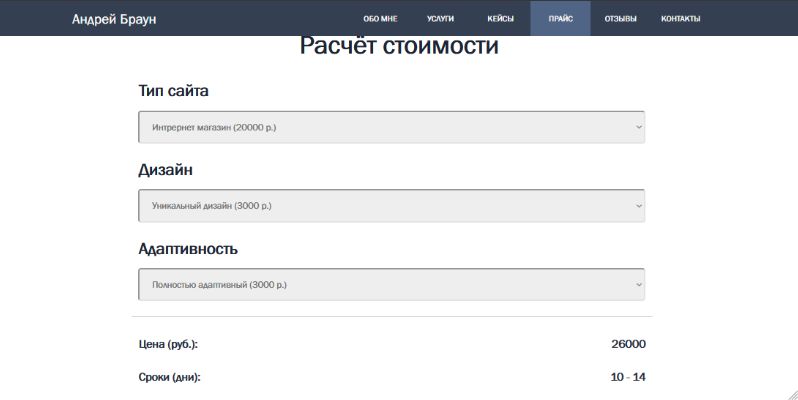 Андрей Браун
ОБО МНЕ УСЛУГИ КЕЙСЫ ПРАЙС ОТЗЫВЫ КОНТАКТЫ
Расчёт стоимости
Тип сайта
Интрернет магазин (20000 р.)
Дизайн
Уникальный дизайн (3000 р.)
Адаптивность
Полностью адаптивный (3000 р.)
Цена (руб.): 26000
Сроки (дни): 10 - 14